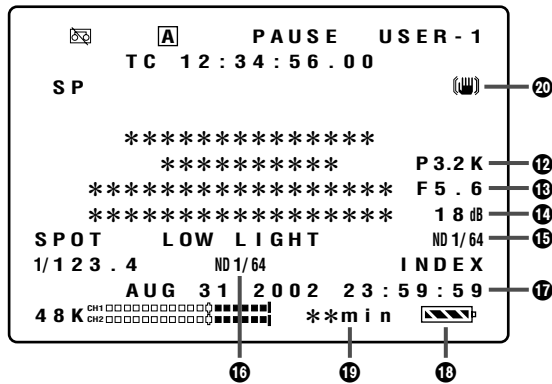 A PAUSE USER-1
TC 12:34:56.00
SP
⑳
**************
**********
P3.2K ⑫
*****************
F5.6 ⑬
*****************
18dB ⑭
SPOT LOW LIGHT ND1/64 ⑮
1/123.4 ND1/64 INDEX
AUG 31 2002 23:59:59 ⑰
48K CH1
CH2
**min
⑯ ⑲ ⑱